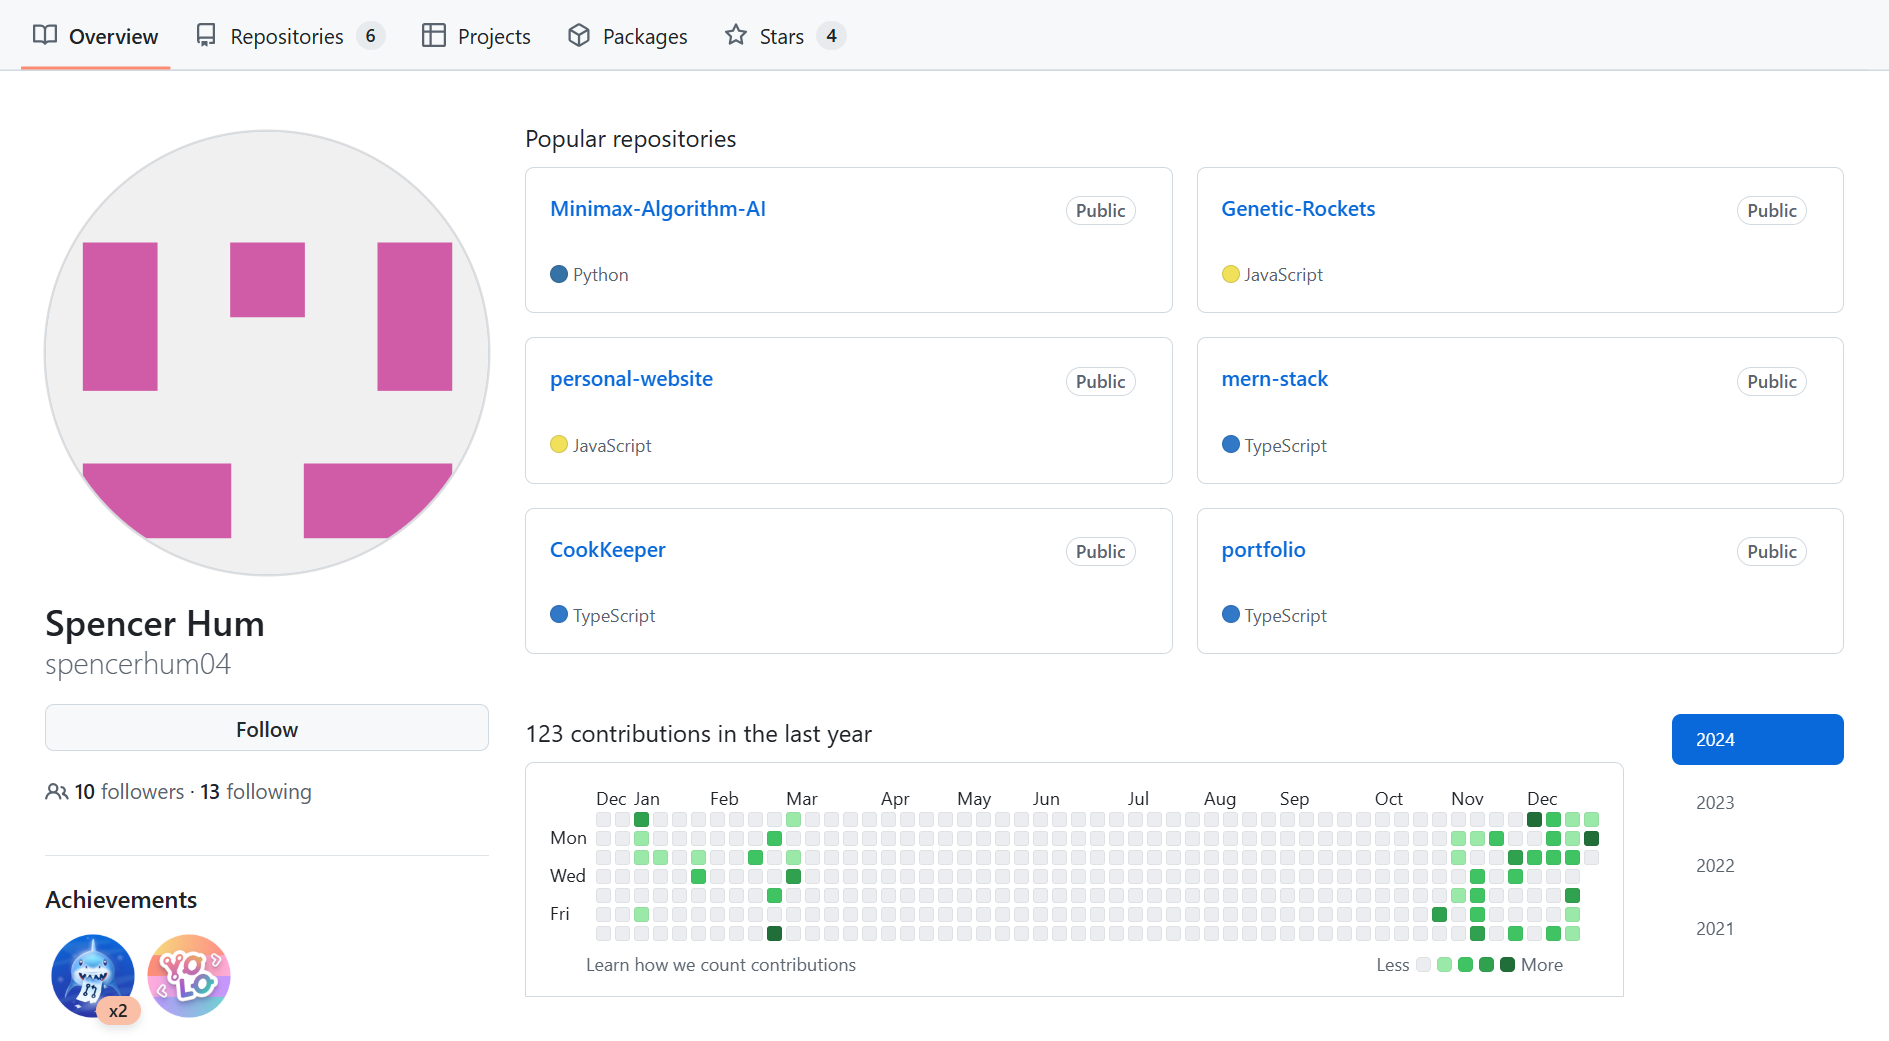 Overview Repositories 6 Projects Packages Stars 4
Popular repositories
Minimax-Algorithm-AI Public
Python
Genetic-Rockets Public
JavaScript
personal-website Public
JavaScript
mern-stack Public
TypeScript
CookKeeper Public
TypeScript
portfolio Public
TypeScript
Spencer Hum
spencerhum04
Follow
10 followers · 13 following
Achievements
x2
YOLO
123 contributions in the last year
Dec Jan Feb Mar Apr May Jun Jul Aug Sep Oct Nov Dec
Mon
Wed
Fri
Learn how we count contributions
Less More
2024
2023
2022
2021